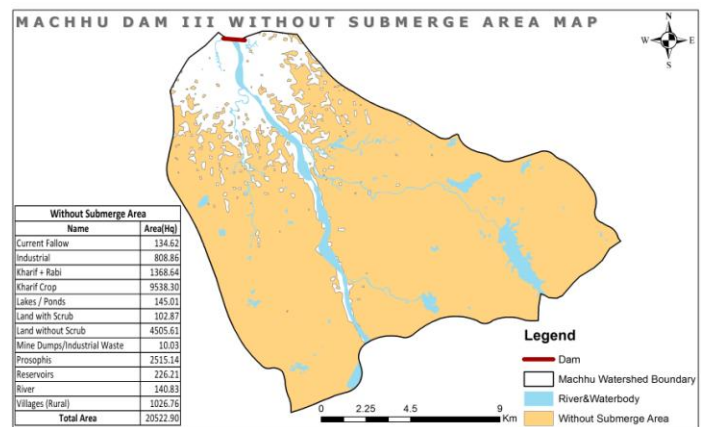 MACHHU DAM III WITHOUT SUBMERGE AREA MAP
N
W E
S
Without Submerge Area
Name Area(Hq)
Current Fallow 134.62
Industrial 808.86
Kharif + Rabi 1368.64
Kharif Crop 9538.30
Lakes / Ponds 145.01
Land with Scrub 102.87
Land without Scrub 4505.61
Mine Dumps/Industrial Waste 10.03
Prosophis 2515.14
Reservoirs 226.21
River 140.83
Villages (Rural) 1026.76
Total Area 20522.90
Legend
Dam
Machhu Watershed Boundary
River&Waterbody
Without Submerge Area
0 2.25 4.5 9
Km